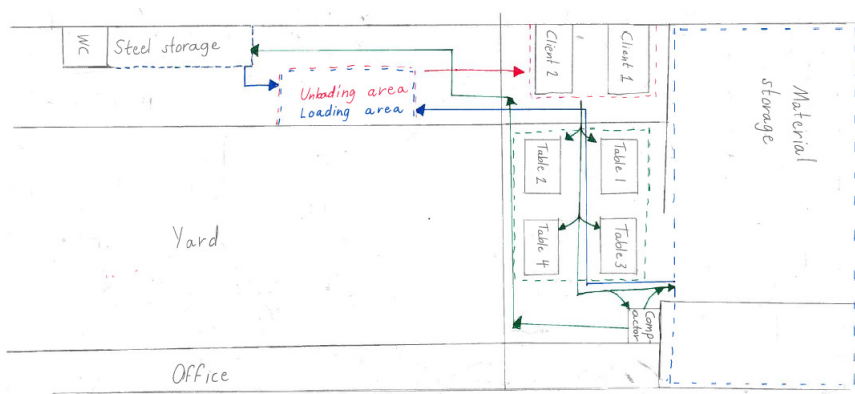 WC
Steel storage
Client 2
Client 1
Unloading area
Loading area
Material
storage
Table 2
Table 1
Yard
Table 4
Table 3
Comp-
actor
Office